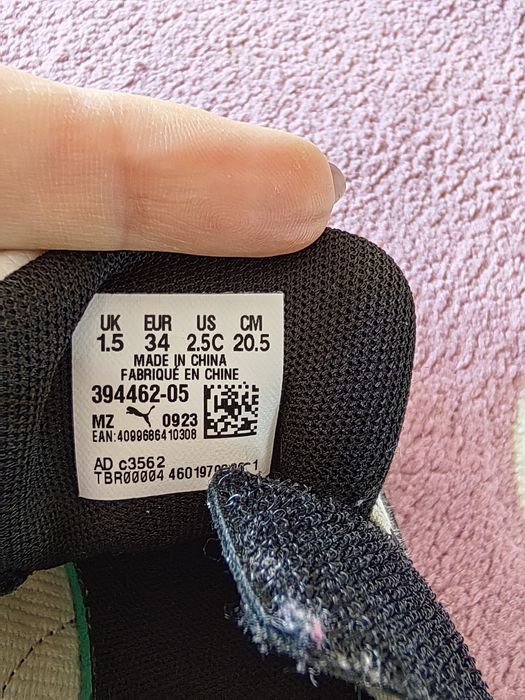 UK EUR US CM
1.5 34 2.5C 20.5
MADE IN CHINA
FABRIQUÉ EN CHINE
394462-05
MZ 0923
EAN:4099686410308
AD c3562
TBR00004